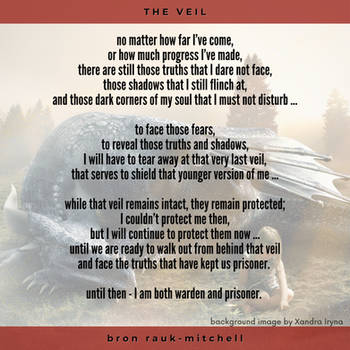 THE VEIL
no matter how far I've come,
or how much progress I've made,
there are still those truths that I dare not face,
those shadows that I still flinch at,
and those dark corners of my soul that I must not disturb ...
to face those fears,
to reveal those truths and shadows,
I will have to tear away at that very last veil,
that serves to shield that younger version of me ...
while that veil remains intact, they remain protected;
I couldn't protect me then,
but I will continue to protect them now ...
until we are ready to walk out from behind that veil
and face the truths that have kept us prisoner.
until then - I am both warden and prisoner.
background image by Xandra Iryna
bron rauk-mitchell